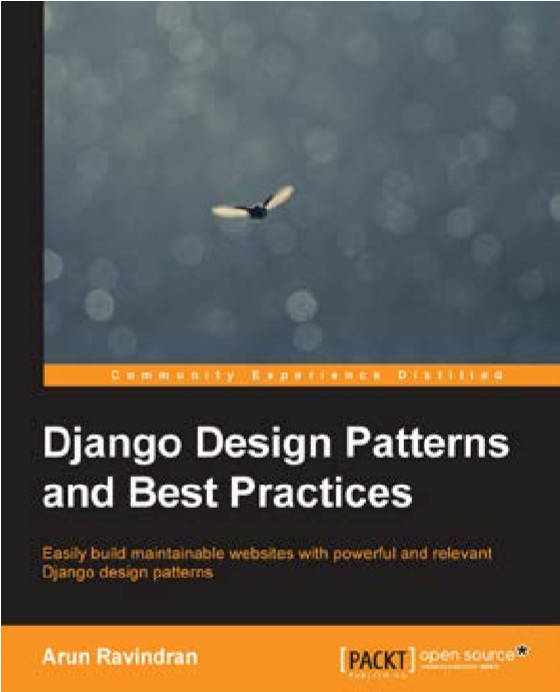 Community Experience Distilled
Django Design Patterns
and Best Practices
Easily build maintainable websites with powerful and relevant
Django design patterns
Arun Ravindran
[PACKT] open source*
PUBLISHING